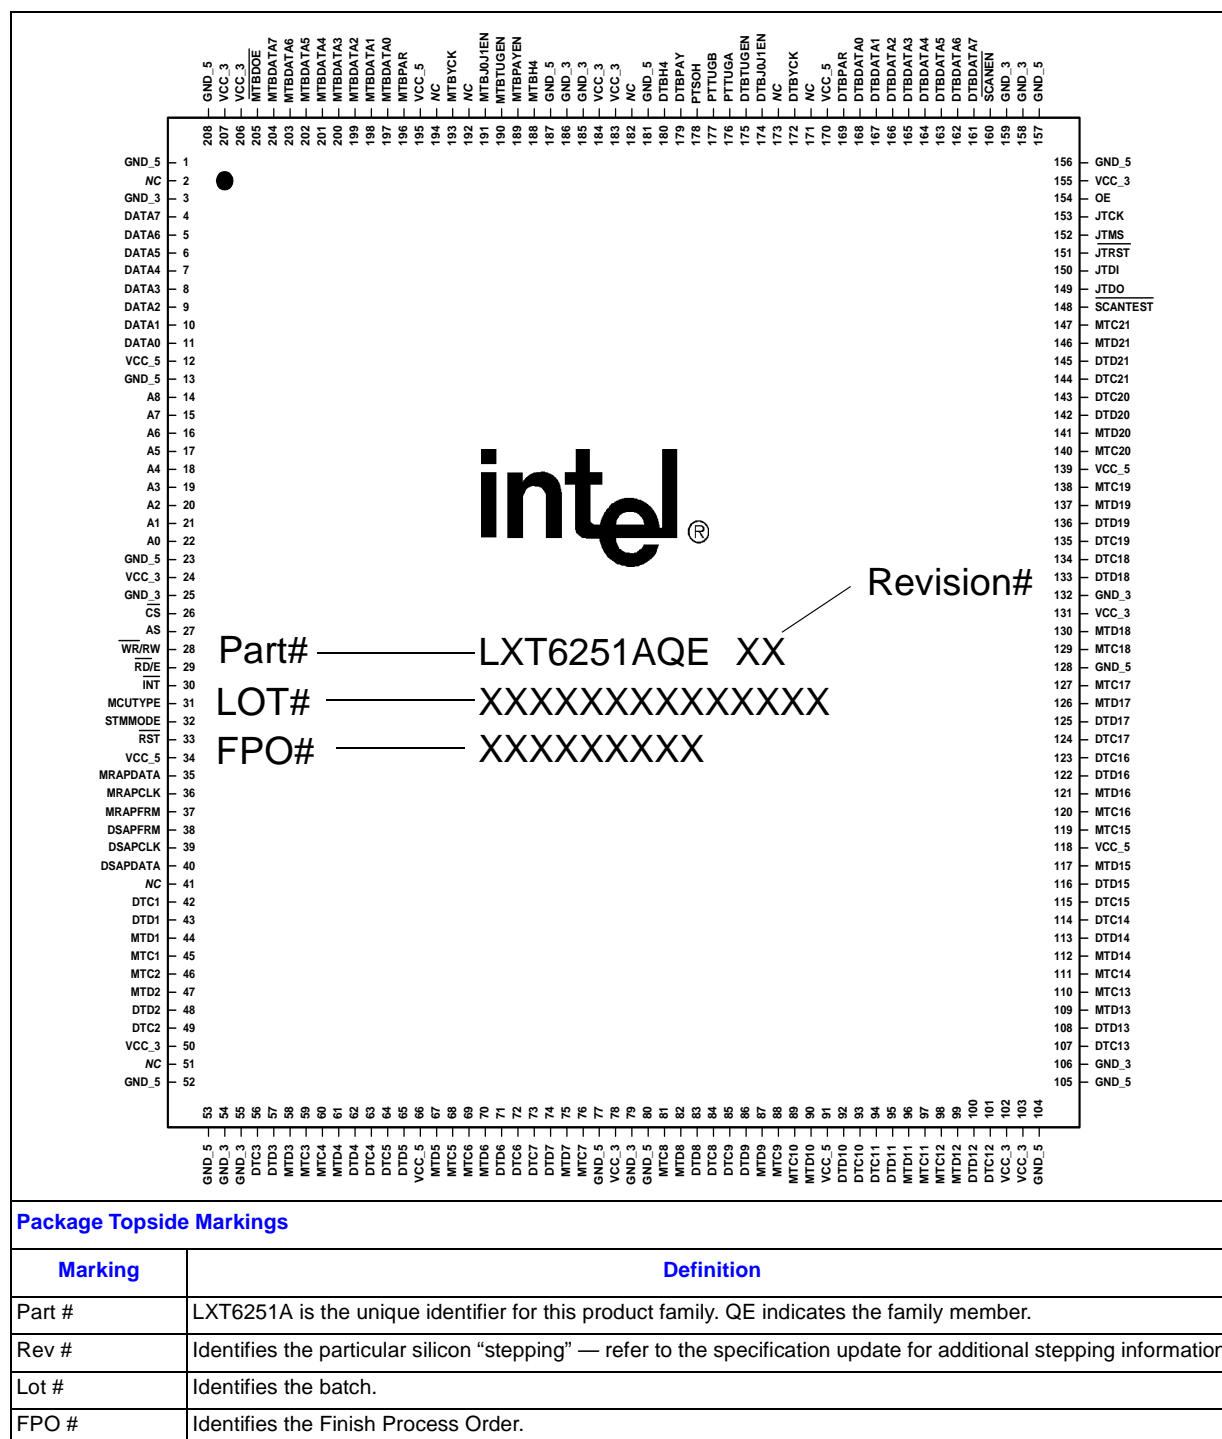 GND_5 VCC_3 VCC_3 MTBDOE MTBDATA7 MTBDATA6 MTBDATA5 MTBDATA4 MTBDATA3 MTBDATA2 MTBDATA1 MTBDATA0 MTBPAR VCC_5 NC MTBYCK NC MTBJ0J1EN MTBTUGEN MTBPAYEN MTBH4 GND_5 GND_3 GND_3 VCC_3 VCC_3 NC GND_5 DTBH4 DTBPAY PTSOH PTTUGB PTTUGA DTBTUGEN DTBJ0J1EN NC DTBYCK NC VCC_5 DTBPAR DTBDATA0 DTBDATA1 DTBDATA2 DTBDATA3 DTBDATA4 DTBDATA5 DTBDATA6 DTBDATA7 SCANEN GND_3 GND_3 GND_5
208 207 206 205 204 203 202 201 200 199 198 197 196 195 194 193 192 191 190 189 188 187 186 185 184 183 182 181 180 179 178 177 176 175 174 173 172 171 170 169 168 167 166 165 164 163 162 161 160 159 158 157
GND_5 1
NC 2
GND_3 3
DATA7 4
DATA6 5
DATA5 6
DATA4 7
DATA3 8
DATA2 9
DATA1 10
DATA0 11
VCC_5 12
GND_5 13
A8 14
A7 15
A6 16
A5 17
A4 18
A3 19
A2 20
A1 21
A0 22
GND_5 23
VCC_3 24
GND_3 25
CS 26
AS 27
WR/RW 28
RD/E 29
INT 30
MCUTYPE 31
STMMODE 32
RST 33
VCC_5 34
MRAPDATA 35
MRAPCLK 36
MRAPFRM 37
DSAPFRM 38
DSAPCLK 39
DSAPDATA 40
NC 41
DTC1 42
DTD1 43
MTD1 44
MTC1 45
MTC2 46
MTD2 47
DTD2 48
DTC2 49
VCC_3 50
NC 51
GND_5 52
intel®
Revision#
Part# LXT6251AQE XX
LOT# XXXXXXXXXXXXXX
FPO# XXXXXXXXX
156 GND_5
155 VCC_3
154 OE
153 JTCK
152 JTMS
151 JTRST
150 JTDI
149 JTDO
148 SCANTEST
147 MTC21
146 MTD21
145 DTD21
144 DTC21
143 DTC20
142 DTD20
141 MTD20
140 MTC20
139 VCC_5
138 MTC19
137 MTD19
136 DTD19
135 DTC19
134 DTC18
133 DTD18
132 GND_3
131 VCC_3
130 MTD18
129 MTC18
128 GND_5
127 MTC17
126 MTD17
125 DTD17
124 DTC17
123 DTC16
122 DTD16
121 MTD16
120 MTC16
119 MTC15
118 VCC_5
117 MTD15
116 DTD15
115 DTC15
114 DTC14
113 DTD14
112 MTD14
111 MTC14
110 MTC13
109 MTD13
108 DTD13
107 DTC13
106 GND_3
105 GND_5
53 54 55 56 57 58 59 60 61 62 63 64 65 66 67 68 69 70 71 72 73 74 75 76 77 78 79 80 81 82 83 84 85 86 87 88 89 90 91 92 93 94 95 96 97 98 99 100 101 102 103 104
GND_5 GND_3 GND_3 DTC3 DTD3 MTD3 MTC3 MTC4 MTD4 DTD4 DTC4 DTC5 DTD5 VCC_5 MTD5 MTC5 MTC6 MTD6 DTD6 DTC6 DTC7 DTD7 MTD7 MTC7 GND_5 VCC_3 GND_3 GND_5 MTC8 MTD8 DTD8 DTC8 DTC9 DTD9 MTD9 MTC9 MTC10 MTD10 VCC_5 DTD10 DTC10 DTC11 DTD11 MTD11 MTC11 MTC12 MTD12 DTD12 DTC12 VCC_3 VCC_3 GND_5
Package Topside Markings
Marking Definition
Part # LXT6251A is the unique identifier for this product family. QE indicates the family member.
Rev # Identifies the particular silicon “stepping” — refer to the specification update for additional stepping information
Lot # Identifies the batch.
FPO # Identifies the Finish Process Order.